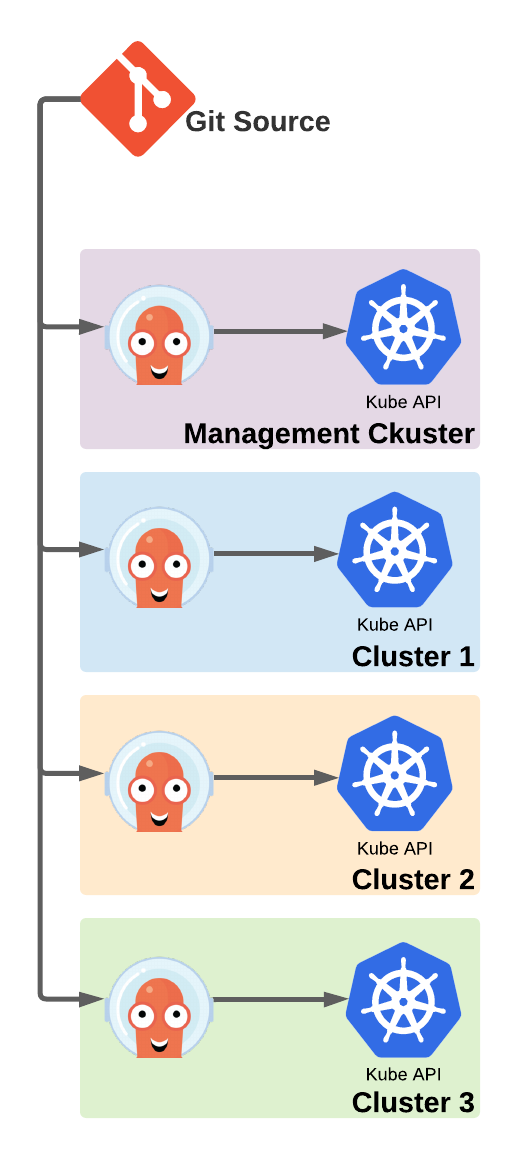 Git Source
Kube API
Management Ckuster
Kube API
Cluster 1
Kube API
Cluster 2
Kube API
Cluster 3